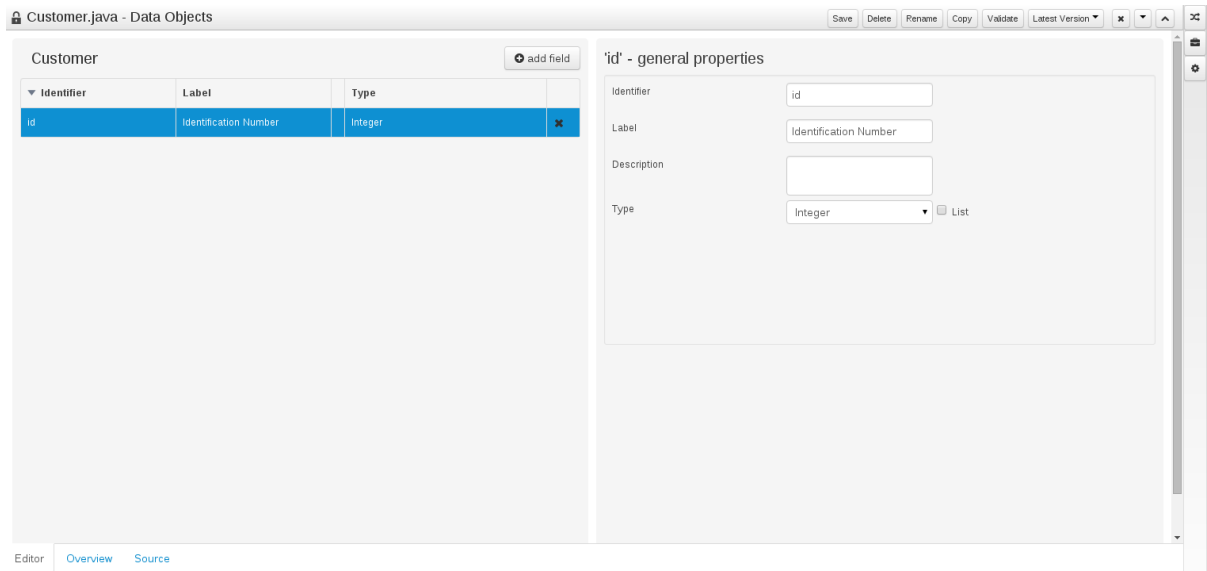 Customer.java - Data Objects
Save Delete Rename Copy Validate Latest Version
Customer
add field
Identifier Label Type
id Identification Number Integer
'id' - general properties
Identifier id
Label Identification Number
Description
Type Integer List
Editor Overview Source